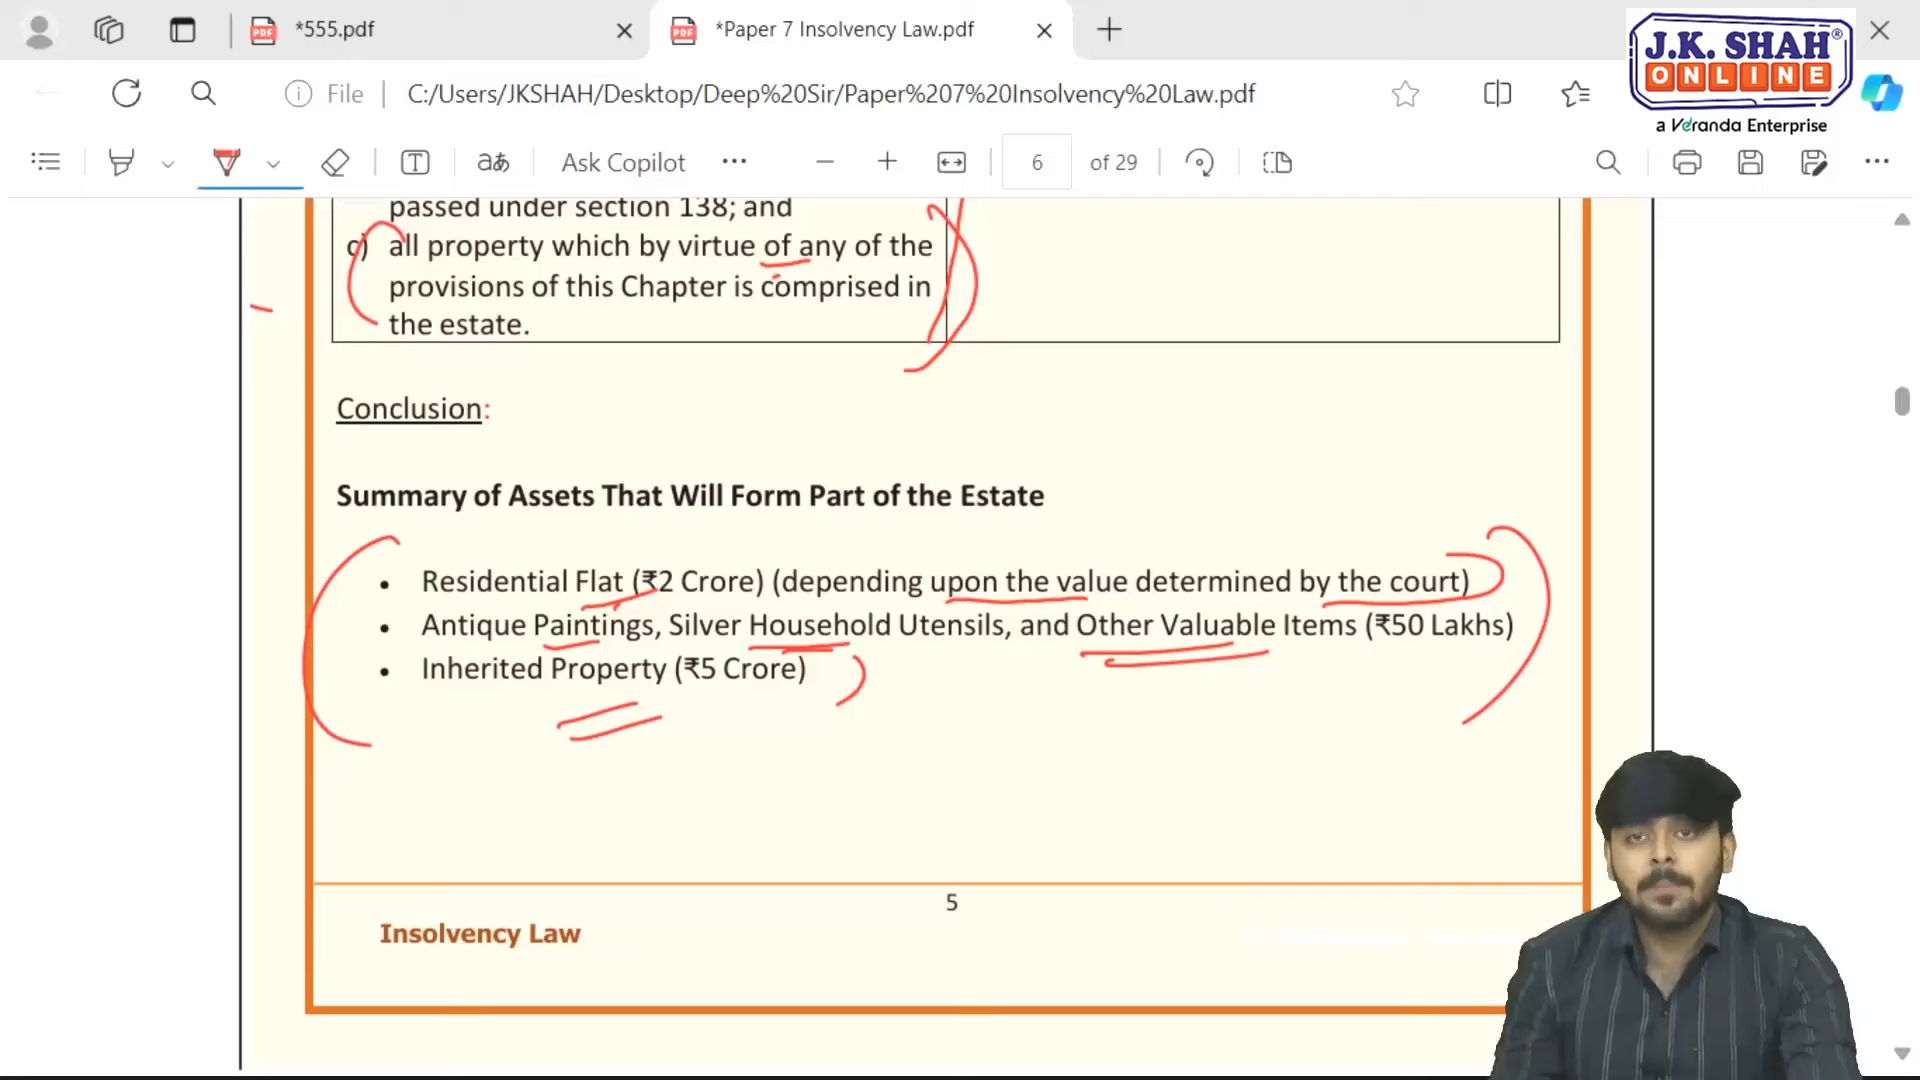 *555.pdf
*Paper 7 Insolvency Law.pdf
J.K. SHAH®
ONLINE
a Veranda Enterprise
File
C:/Users/JKSHAH/Desktop/Deep%20Sir/Paper%207%20Insolvency%20Law.pdf
aあ
Ask Copilot
6
of 29
passed under section 138; and
c) all property which by virtue of any of the
provisions of this Chapter is comprised in
the estate.
Conclusion:
Summary of Assets That Will Form Part of the Estate
• Residential Flat (₹2 Crore) (depending upon the value determined by the court)
• Antique Paintings, Silver Household Utensils, and Other Valuable Items (₹50 Lakhs)
• Inherited Property (₹5 Crore)
5
Insolvency Law